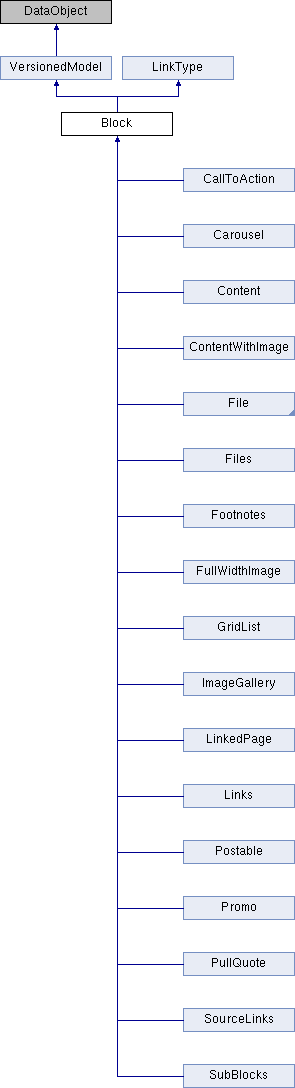 DataObject
VersionedModel
LinkType
Block
CallToAction
Carousel
Content
ContentWithImage
File
Files
Footnotes
FullWidthImage
GridList
ImageGallery
LinkedPage
Links
Postable
Promo
PullQuote
SourceLinks
SubBlocks